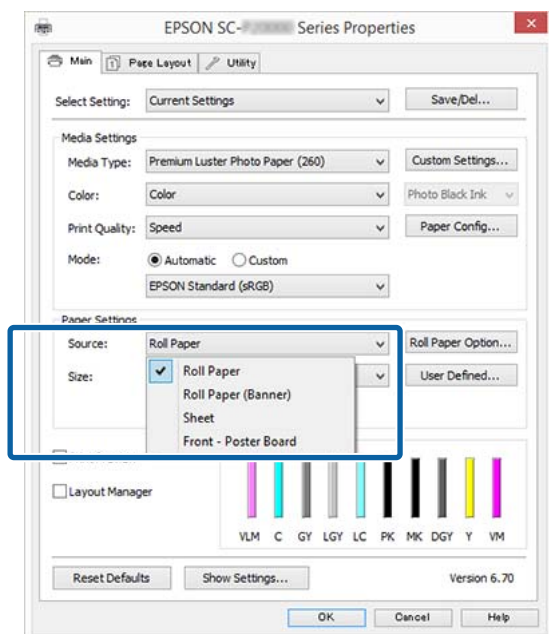 EPSON SC- Series Properties
Main Page Layout Utility
Select Setting: Current Settings Save/Del...
Media Settings
Media Type: Premium Luster Photo Paper (260) Custom Settings...
Color: Color Photo Black Ink
Print Quality: Speed Paper Config...
Mode: Automatic Custom
EPSON Standard (sRGB)
Paper Settings
Source: Roll Paper Roll Paper Option...
Size: Roll Paper User Defined...
Roll Paper (Banner)
Sheet
Front - Poster Board
Layout Manager
VLM C GY LGY LC PK MK DGY Y VM
Reset Defaults Show Settings... Version 6.70
OK Cancel Help